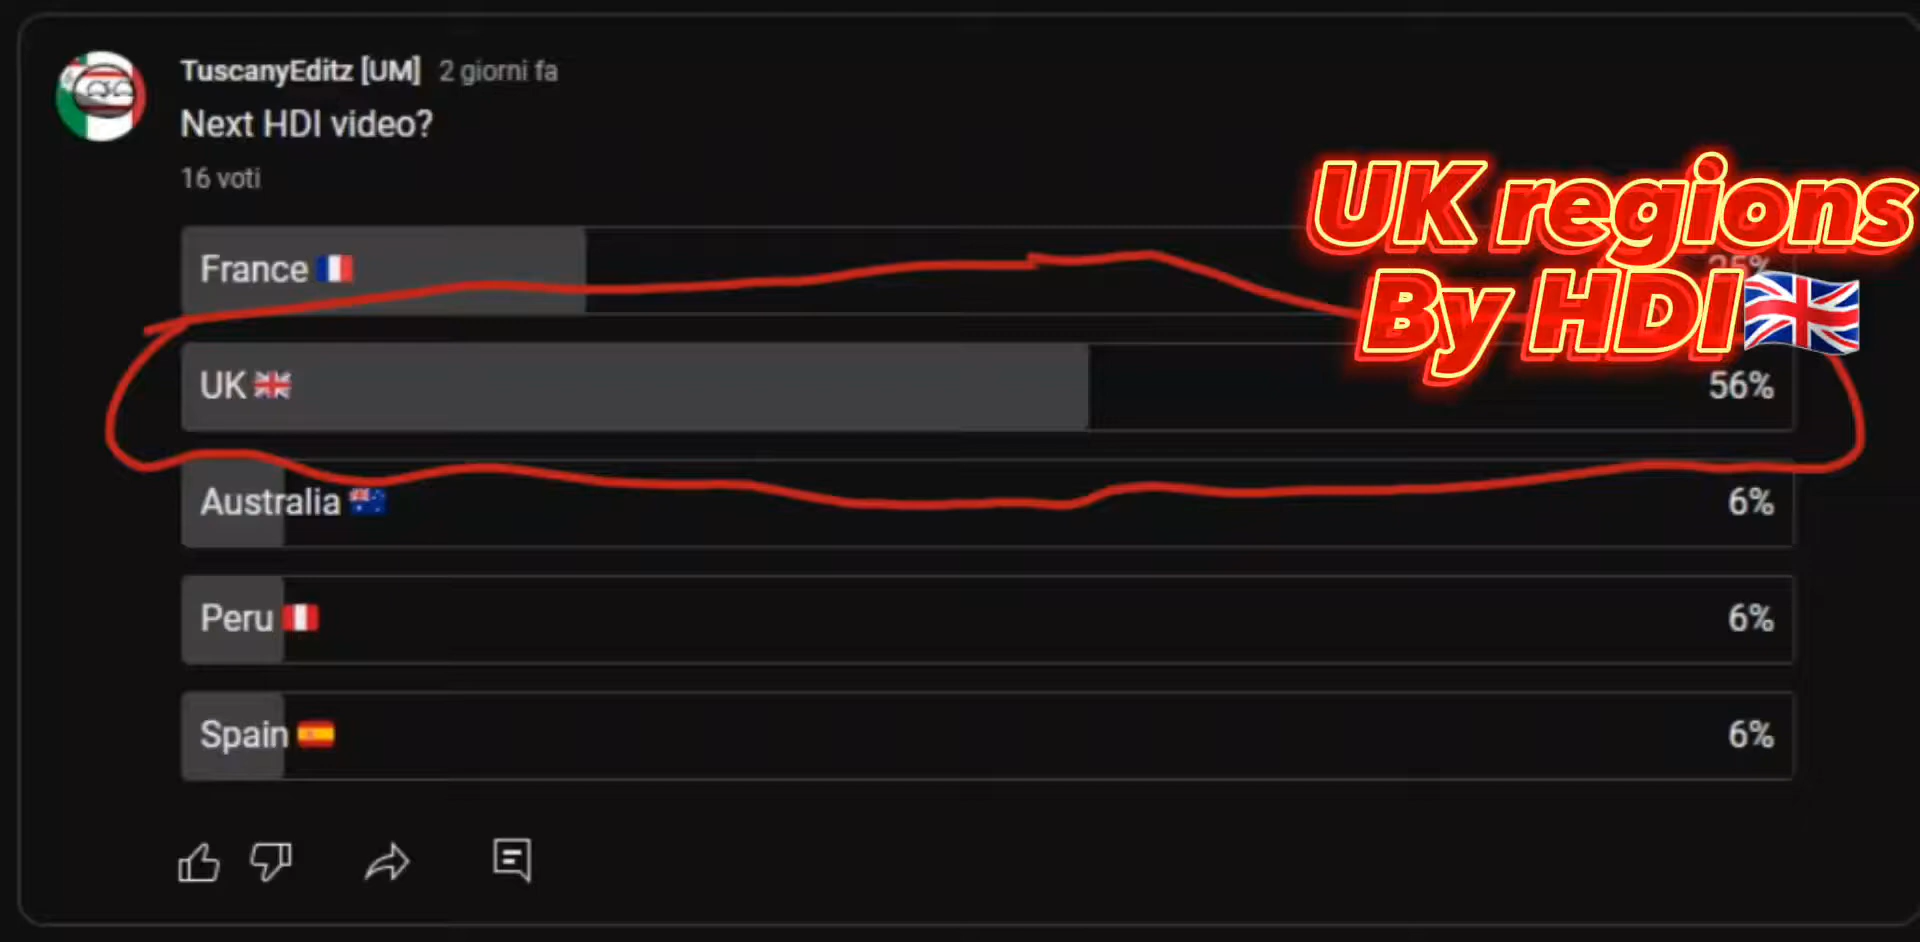 TuscanyEditz [UM] 2 giorni fa
Next HDI video?
16 voti
UK regions
By HDI🇬🇧
France 🇫🇷 25%
UK 🇬🇧 56%
Australia 🇦🇺 6%
Peru 🇵🇪 6%
Spain 🇪🇸 6%